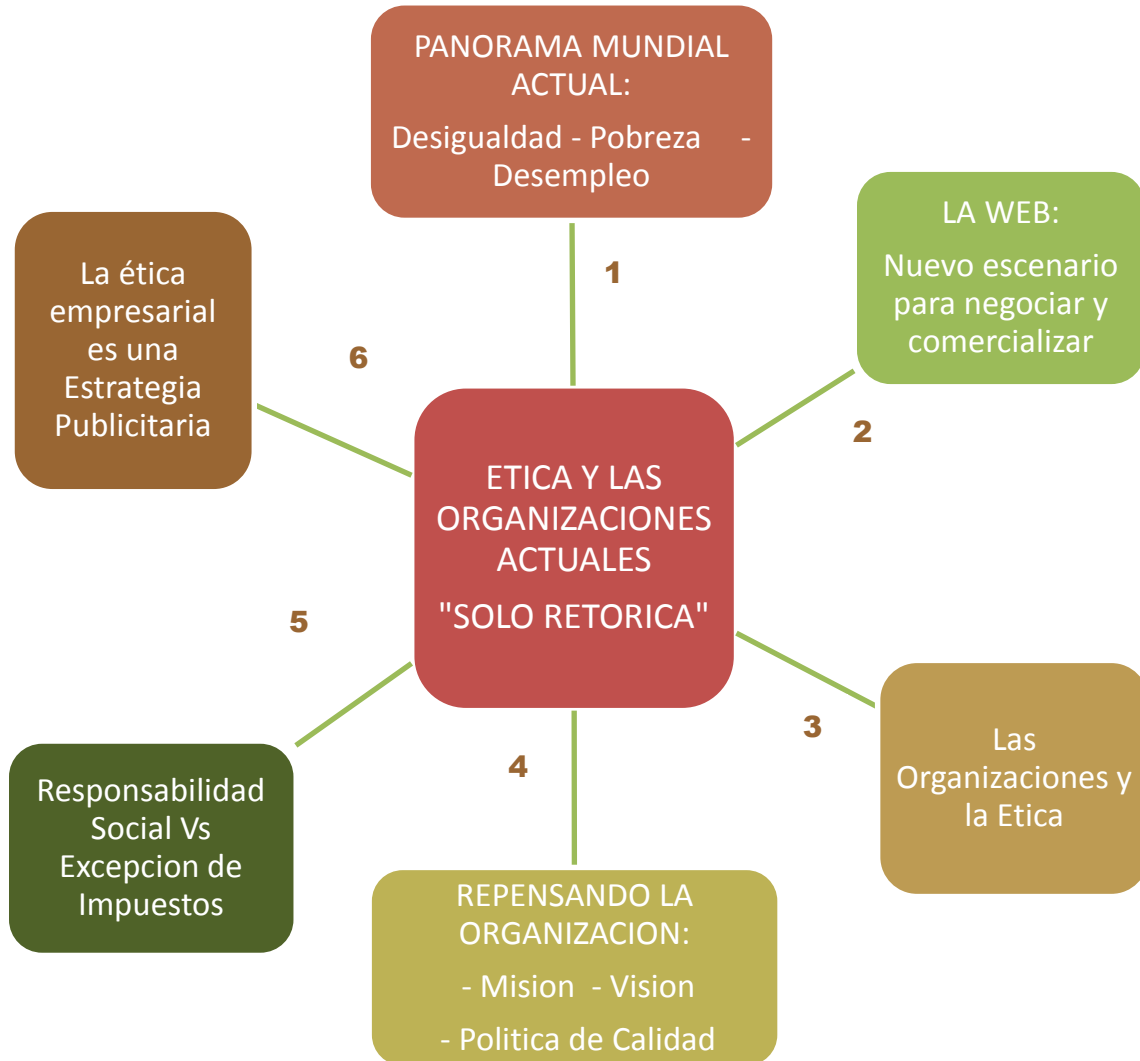 PANORAMA MUNDIAL
ACTUAL:
Desigualdad - Pobreza -
Desempleo
1
LA WEB:
Nuevo escenario
para negociar y
comercializar
2
Las
Organizaciones y
la Etica
3
REPENSANDO LA
ORGANIZACION:
- Mision - Vision
- Politica de Calidad
4
Responsabilidad
Social Vs
Excepcion de
Impuestos
5
La ética
empresarial
es una
Estrategia
Publicitaria
6
ETICA Y LAS
ORGANIZACIONES
ACTUALES
"SOLO RETORICA"